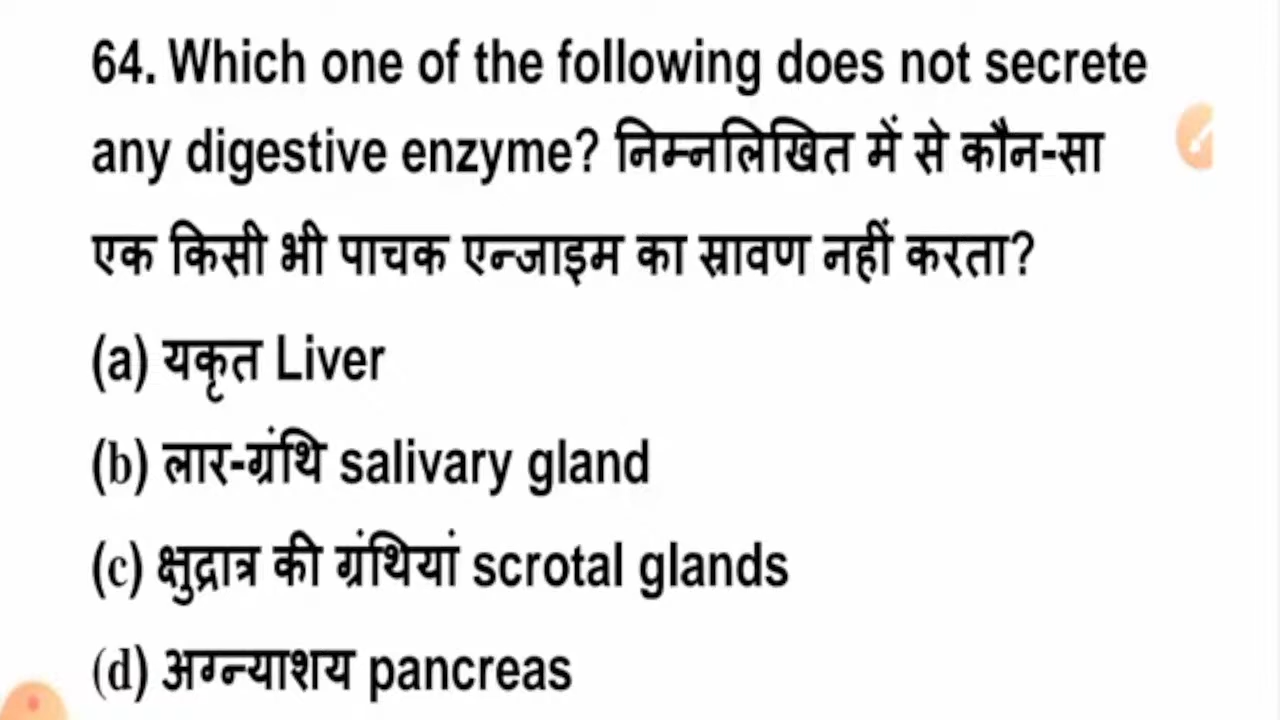 64. Which one of the following does not secrete
any digestive enzyme? निम्नलिखित में से कौन-सा
एक किसी भी पाचक एन्जाइम का स्रावण नहीं करता?
(a) यकृत Liver
(b) लार-ग्रंथि salivary gland
(c) क्षुद्रात्र की ग्रंथियां scrotal glands
(d) अग्न्याशय pancreas